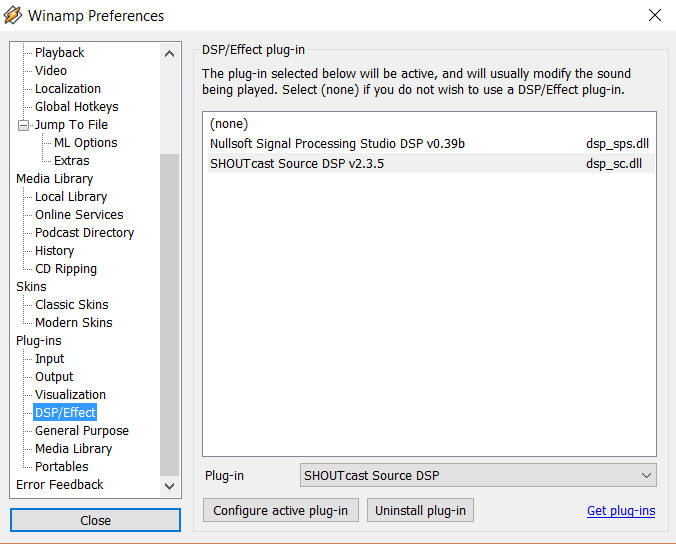 Winamp Preferences
Playback
Video
Localization
Global Hotkeys
Jump To File
ML Options
Extras
Media Library
Local Library
Online Services
Podcast Directory
History
CD Ripping
Skins
Classic Skins
Modern Skins
Plug-ins
Input
Output
Visualization
DSP/Effect
General Purpose
Media Library
Portables
Error Feedback
Close
DSP/Effect plug-in
The plug-in selected below will be active, and will usually modify the sound
being played. Select (none) if you do not wish to use a DSP/Effect plug-in.
(none)
Nullsoft Signal Processing Studio DSP v0.39b dsp_sps.dll
SHOUTcast Source DSP v2.3.5 dsp_sc.dll
Plug-in SHOUTcast Source DSP
Configure active plug-in Uninstall plug-in Get plug-ins